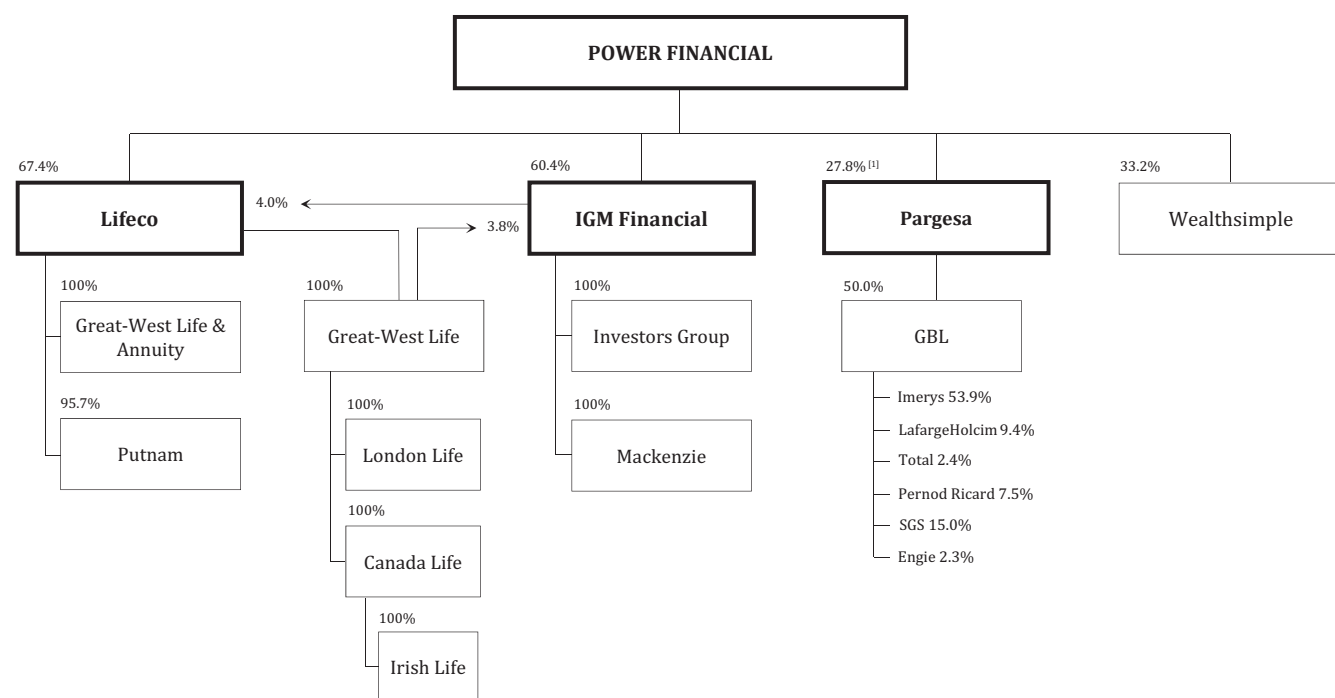 POWER FINANCIAL
67.4%
Lifeco
4.0%
3.8%
60.4%
IGM Financial
27.8% [1]
Pargesa
33.2%
Wealthsimple
100%
Great-West Life &
Annuity
95.7%
Putnam
100%
Great-West Life
100%
London Life
100%
Canada Life
100%
Irish Life
100%
Investors Group
100%
Mackenzie
50.0%
GBL
Imerys 53.9%
LafargeHolcim 9.4%
Total 2.4%
Pernod Ricard 7.5%
SGS 15.0%
Engie 2.3%